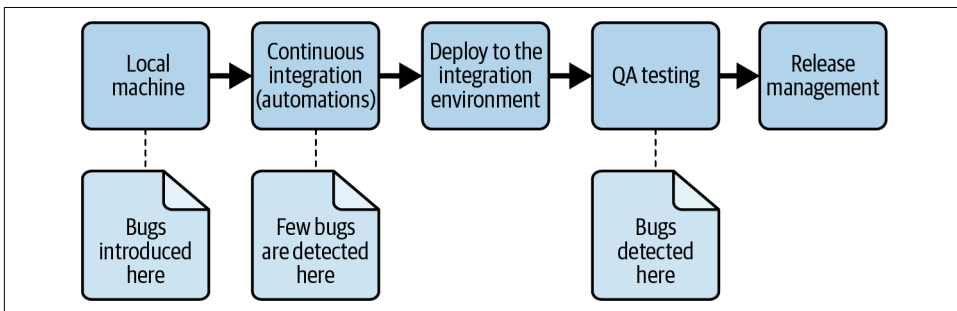 Local
machine
Continuous
integration
(automations)
Deploy to the
integration
environment
QA testing
Release
management
Bugs
introduced
here
Few bugs
are detected
here
Bugs
detected
here